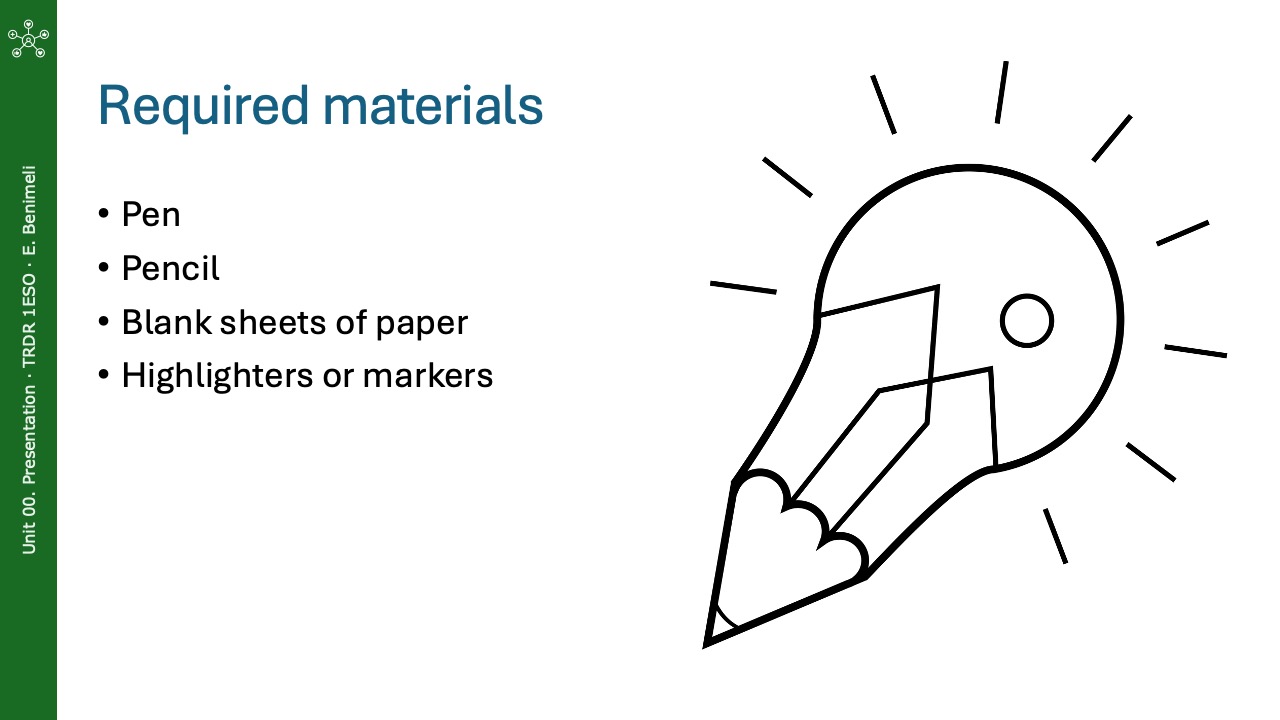 Required materials
• Pen
• Pencil
• Blank sheets of paper
• Highlighters or markers
Unit 00. Presentation · TRDR 1ESO · E. Benimeli